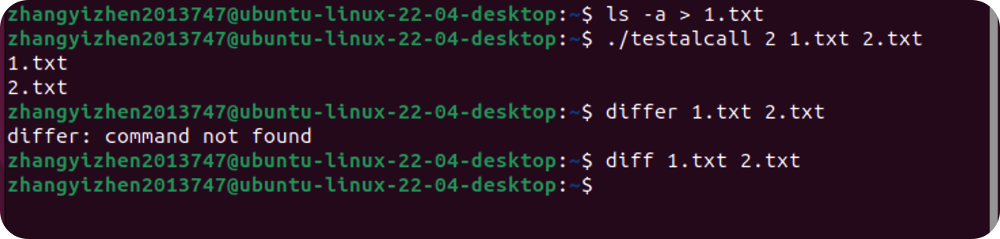 zhangyizhen2013747@ubuntu-linux-22-04-desktop:~$ ls -a > 1.txt
zhangyizhen2013747@ubuntu-linux-22-04-desktop:~$ ./testalcall 2 1.txt 2.txt
1.txt
2.txt
zhangyizhen2013747@ubuntu-linux-22-04-desktop:~$ differ 1.txt 2.txt
differ: command not found
zhangyizhen2013747@ubuntu-linux-22-04-desktop:~$ diff 1.txt 2.txt
zhangyizhen2013747@ubuntu-linux-22-04-desktop:~$